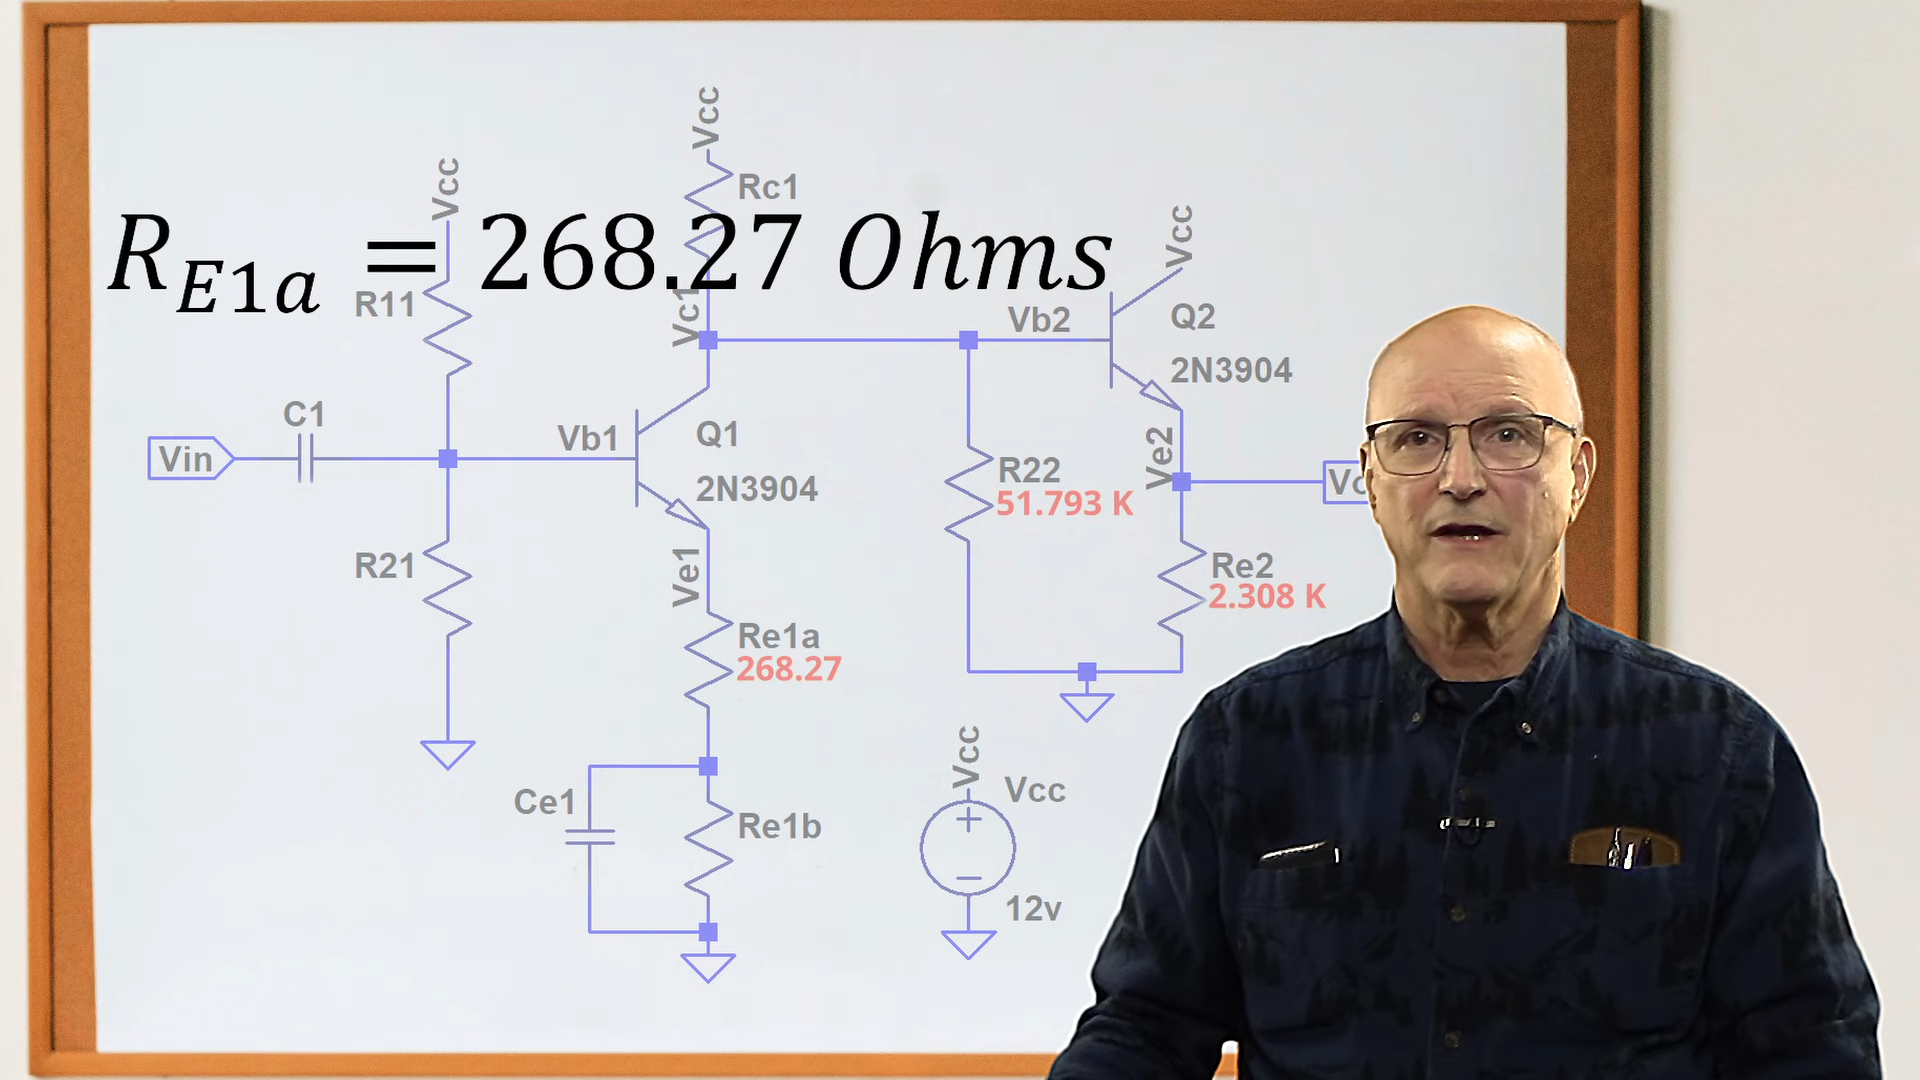 Vcc
Rc1
Vcc
R_E1a = 268.27 Ohms
R11
Vc1
Vb2
Vcc
Q2
2N3904
C1
Vin
Vb1
Q1
2N3904
Ve2
R22
51.793 K
R21
Ve1
Re1a
268.27
Re2
2.308 K
Vcc
Vcc
Ce1
Re1b
12v